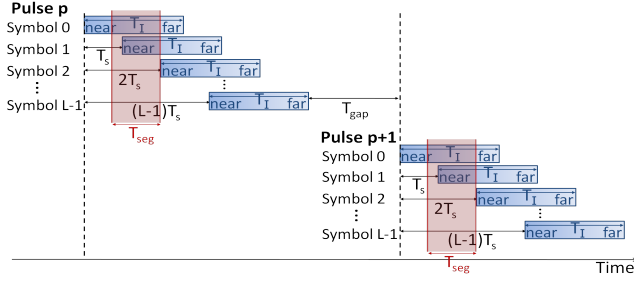 Pulse p
Symbol 0 near T_I far
Symbol 1 T_s near T_I far
Symbol 2 near T_I far
⋮ 2T_s ⋮
Symbol L-1 (L-1)T_s near T_I far
T_seg T_gap
Pulse p+1
Symbol 0 near T_I far
Symbol 1 T_s near T_I far
Symbol 2 near T_I far
⋮ 2T_s ⋮
Symbol L-1 (L-1)T_s near T_I far
T_seg Time